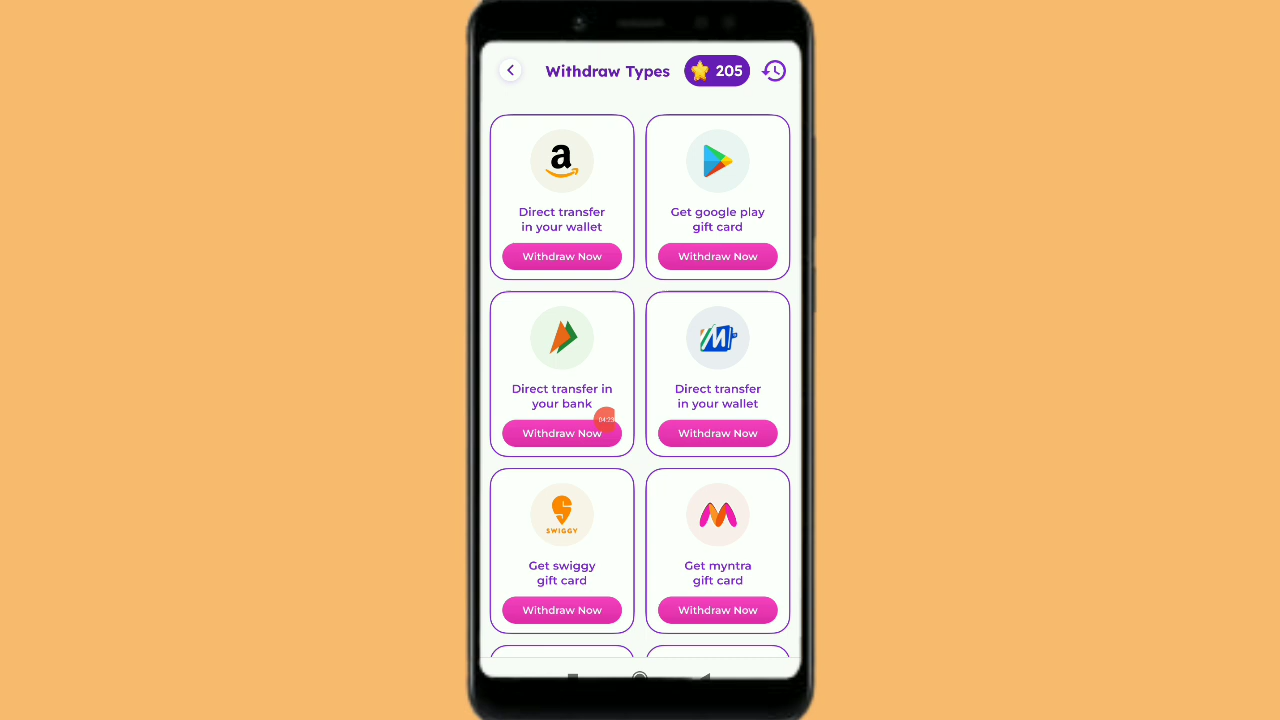 Withdraw Types
205
a
Direct transfer
in your wallet
Withdraw Now
Get google play
gift card
Withdraw Now
Direct transfer in
your bank
Withdraw Now
04:23
M
Direct transfer
in your wallet
Withdraw Now
SWIGGY
Get swiggy
gift card
Withdraw Now
Get myntra
gift card
Withdraw Now